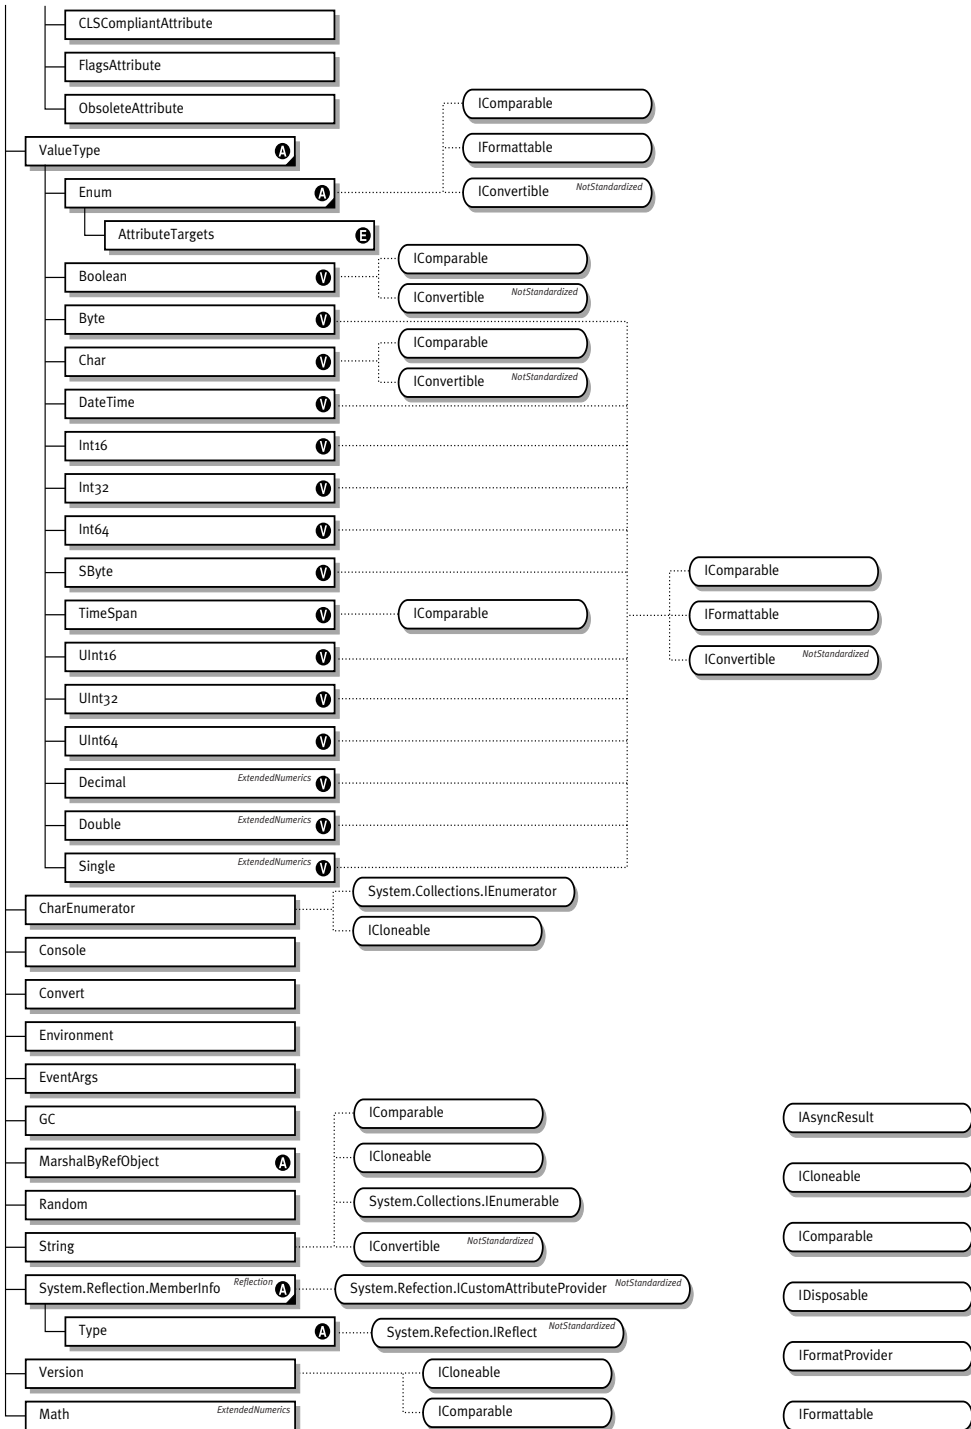 CLSCompliantAttribute
FlagsAttribute
ObsoleteAttribute
IComparable
ValueType A
IFormattable
Enum A
IConvertible NotStandardized
AttributeTargets E
IComparable
Boolean V
IConvertible NotStandardized
Byte V
IComparable
Char V
IConvertible NotStandardized
DateTime V
Int16 V
Int32 V
Int64 V
SByte V
IComparable
TimeSpan V
IComparable
IFormattable
UInt16 V
IConvertible NotStandardized
UInt32 V
UInt64 V
Decimal ExtendedNumerics V
Double ExtendedNumerics V
Single ExtendedNumerics V
System.Collections.IEnumerator
CharEnumerator
ICloneable
Console
Convert
Environment
EventArgs
IComparable
GC
IAsyncResult
ICloneable
MarshalByRefObject A
ICloneable
Random
System.Collections.IEnumerable
String
IConvertible NotStandardized
IComparable
System.Reflection.MemberInfo Reflection A
System.Refection.ICustomAttributeProvider NotStandardized
IDisposable
Type A
System.Refection.IReflect NotStandardized
IFormatProvider
Version
ICloneable
Math ExtendedNumerics
IComparable
IFormattable